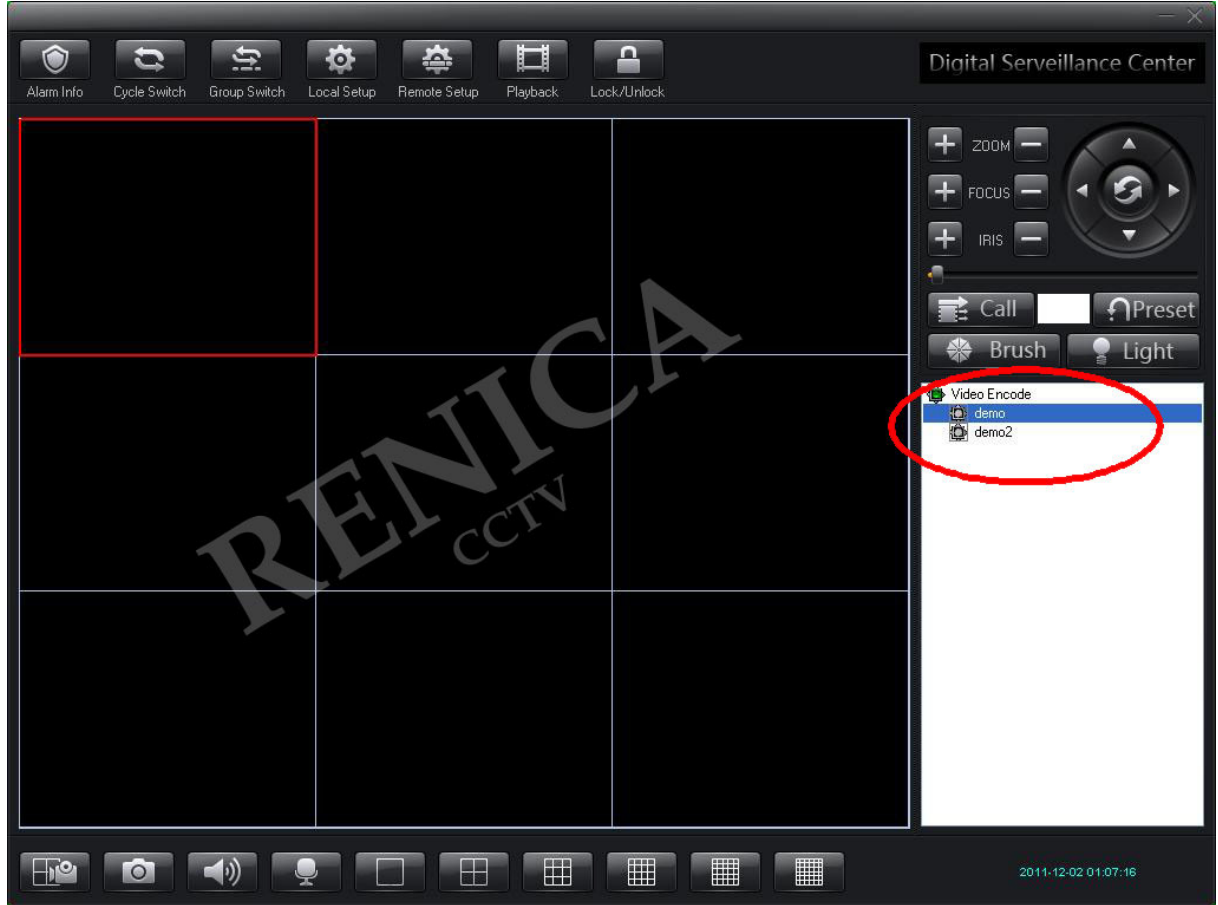 Digital Serveillance Center
Alarm Info Cycle Switch Group Switch Local Setup Remote Setup Playback Lock/Unlock
ZOOM
FOCUS
IRIS
Call Preset
Brush Light
Video Encode
demo
demo2
RENICA
CCTV
2011-12-02 01:07:16